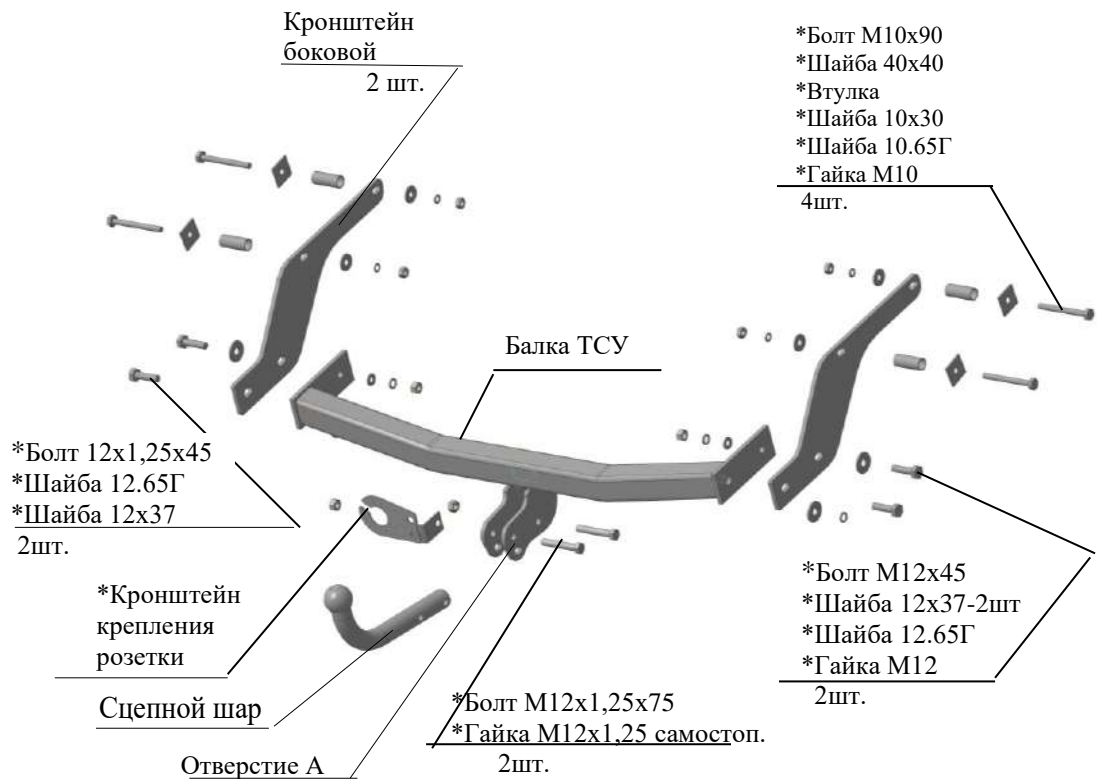 Кронштейн
боковой
2 шт.
*Болт М10х90
*Шайба 40х40
*Втулка
*Шайба 10х30
*Шайба 10.65Г
*Гайка М10
4шт.
Балка ТСУ
*Болт 12х1,25х45
*Шайба 12.65Г
*Шайба 12х37
2шт.
*Кронштейн
крепления
розетки
Сцепной шар
Отверстие А
*Болт М12х1,25х75
*Гайка М12х1,25 самостоп.
2шт.
*Болт М12х45
*Шайба 12х37-2шт
*Шайба 12.65Г
*Гайка М12
2шт.